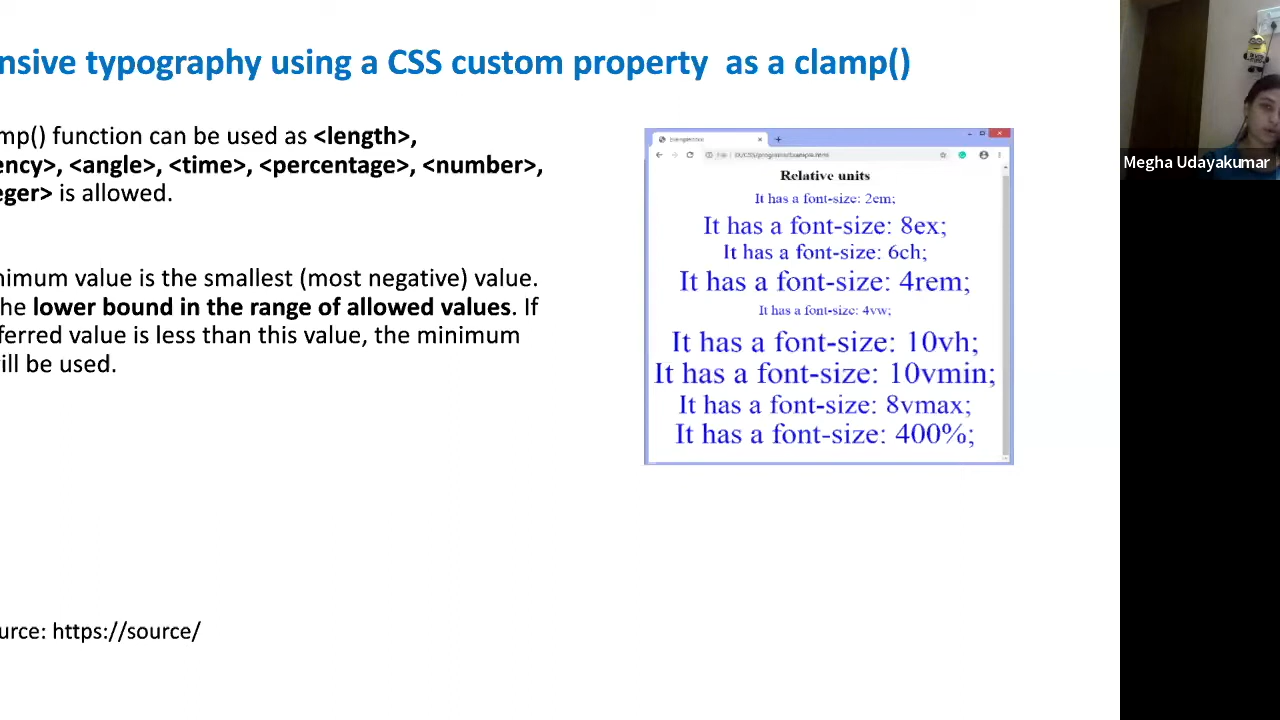 nsive typography using a CSS custom property as a clamp()
mp() function can be used as <length>,
ency>, <angle>, <time>, <percentage>, <number>,
eger> is allowed.
nimum value is the smallest (most negative) value.
he lower bound in the range of allowed values. If
ferred value is less than this value, the minimum
ill be used.
urce: https://source/
Relative units
It has a font-size: 2em;
It has a font-size: 8ex;
It has a font-size: 6ch;
It has a font-size: 4rem;
It has a font-size: 4vw;
It has a font-size: 10vh;
It has a font-size: 10vmin;
It has a font-size: 8vmax;
It has a font-size: 400%;
Megha Udayakumar